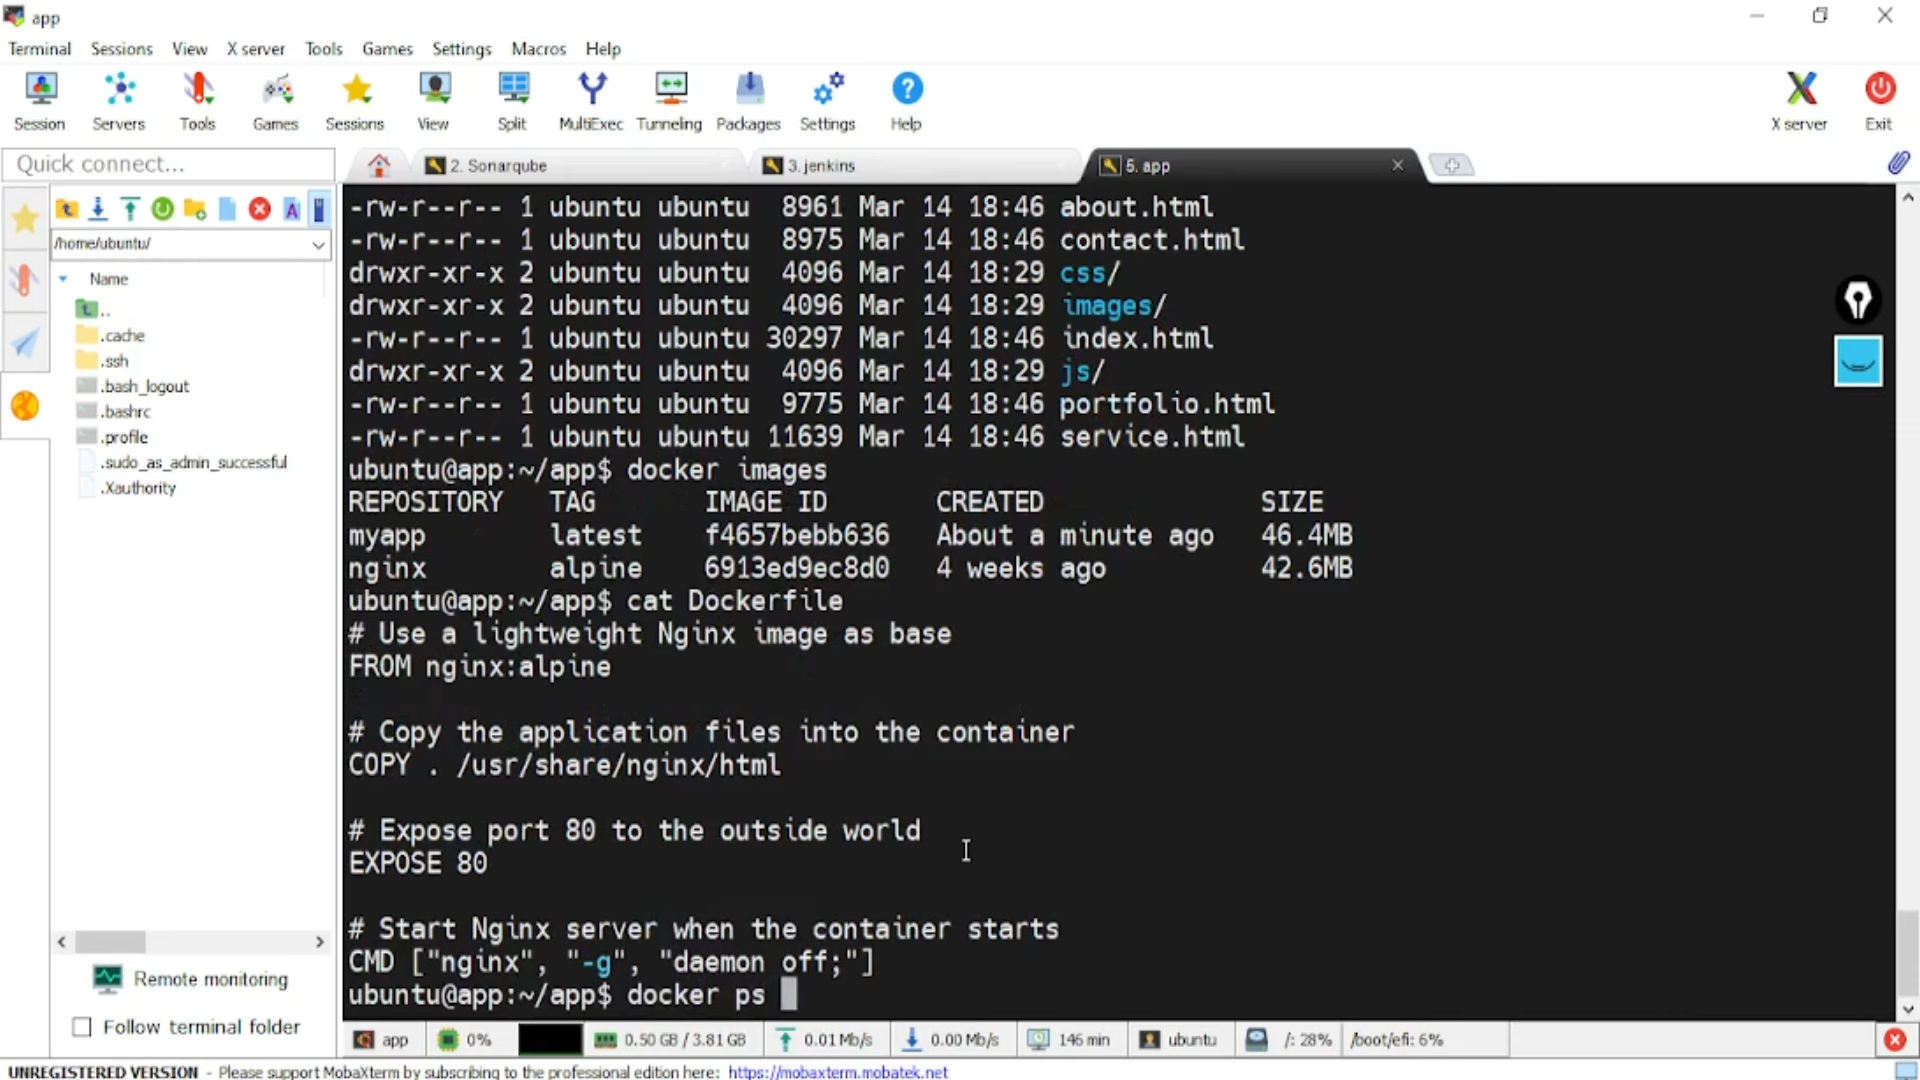 app
Terminal Sessions View X server Tools Games Settings Macros Help
Session Servers Tools Games Sessions View Split MultiExec Tunneling Packages Settings Help X server Exit
Quick connect...
2. Sonarqube
3. jenkins
5. app
/home/ubuntu/
Name
..
.cache
.ssh
.bash_logout
.bashrc
.profile
.sudo_as_admin_successful
.Xauthority
Remote monitoring
Follow terminal folder
-rw-r--r-- 1 ubuntu ubuntu  8961 Mar 14 18:46 about.html
-rw-r--r-- 1 ubuntu ubuntu  8975 Mar 14 18:46 contact.html
drwxr-xr-x 2 ubuntu ubuntu  4096 Mar 14 18:29 css/
drwxr-xr-x 2 ubuntu ubuntu  4096 Mar 14 18:29 images/
-rw-r--r-- 1 ubuntu ubuntu 30297 Mar 14 18:46 index.html
drwxr-xr-x 2 ubuntu ubuntu  4096 Mar 14 18:29 js/
-rw-r--r-- 1 ubuntu ubuntu  9775 Mar 14 18:46 portfolio.html
-rw-r--r-- 1 ubuntu ubuntu 11639 Mar 14 18:46 service.html
ubuntu@app:~/app$ docker images
REPOSITORY   TAG       IMAGE ID       CREATED              SIZE
myapp        latest    f4657bebb636   About a minute ago   46.4MB
nginx        alpine    6913ed9ec8d0   4 weeks ago          42.6MB
ubuntu@app:~/app$ cat Dockerfile
# Use a lightweight Nginx image as base
FROM nginx:alpine
# Copy the application files into the container
COPY . /usr/share/nginx/html
# Expose port 80 to the outside world
EXPOSE 80
# Start Nginx server when the container starts
CMD ["nginx", "-g", "daemon off;"]
ubuntu@app:~/app$ docker ps
app 0% 0.50 GB / 3.81 GB 0.01 Mb/s 0.00 Mb/s 146 min ubuntu /: 28% /boot/efi: 6%
UNREGISTERED VERSION - Please support MobaXterm by subscribing to the professional edition here: https://mobaxterm.mobatek.net